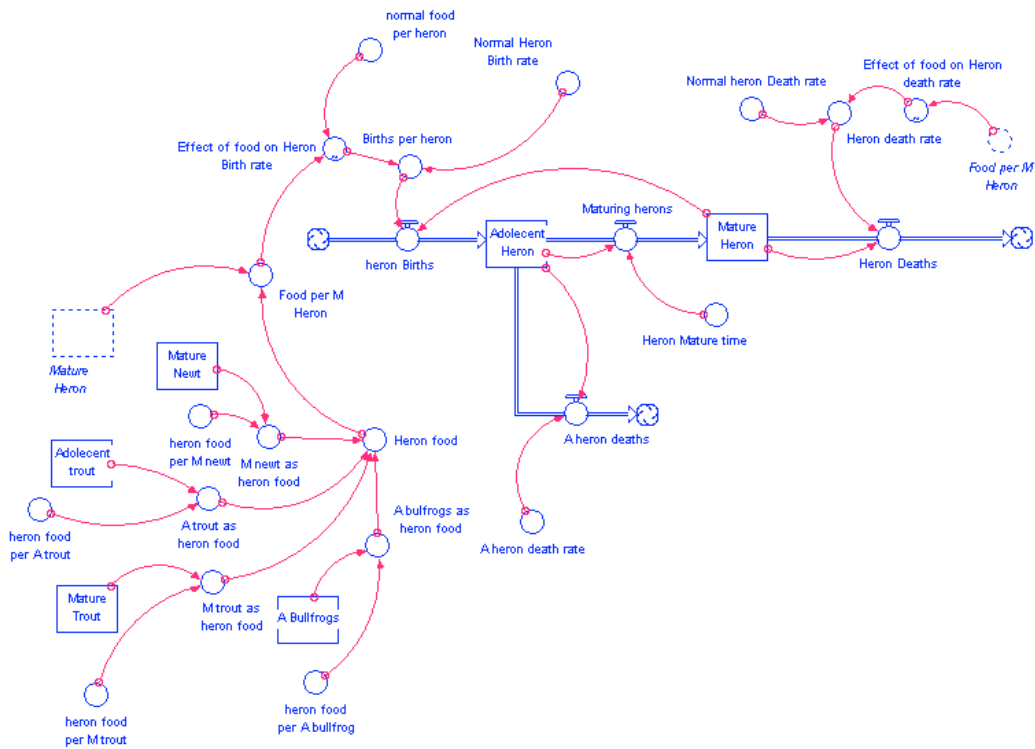 normal food
per heron
Normal Heron
Birth rate
Effect of food on Heron
death rate
Normal heron Death rate
Births per heron
Effect of food on Heron
Birth rate
Heron death rate
Food per M
Heron
Maturing herons
Adolecent
Heron
Mature
Heron
heron Births
Heron Deaths
Food per M
Heron
Heron Mature time
Mature
Heron
Mature
Newt
A heron deaths
Heron food
heron food
per M newt
M newt as
heron food
Adolecent
trout
A bulfrogs as
heron food
A trout as
heron food
heron food
per A trout
A heron death rate
Mature
Trout
M trout as
heron food
A Bullfrogs
heron food
per M trout
heron food
per A bullfrog